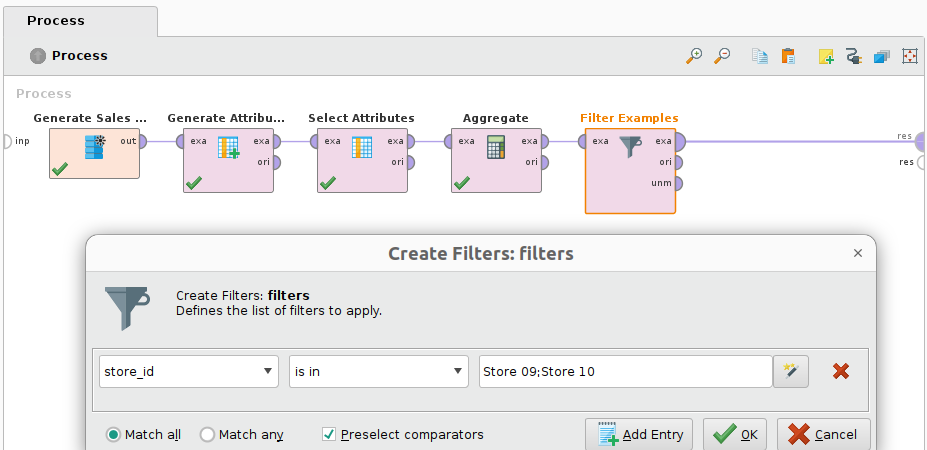 Process
Process
Process
Generate Sales ...
Generate Attribu...
Select Attributes
Aggregate
Filter Examples
inp
out
exa
exa
ori
exa
exa
ori
exa
exa
ori
exa
exa
ori
unm
res
res
Create Filters: filters
Create Filters: filters
Defines the list of filters to apply.
store_id
is in
Store 09;Store 10
Match all
Match any
Preselect comparators
Add Entry
OK
Cancel